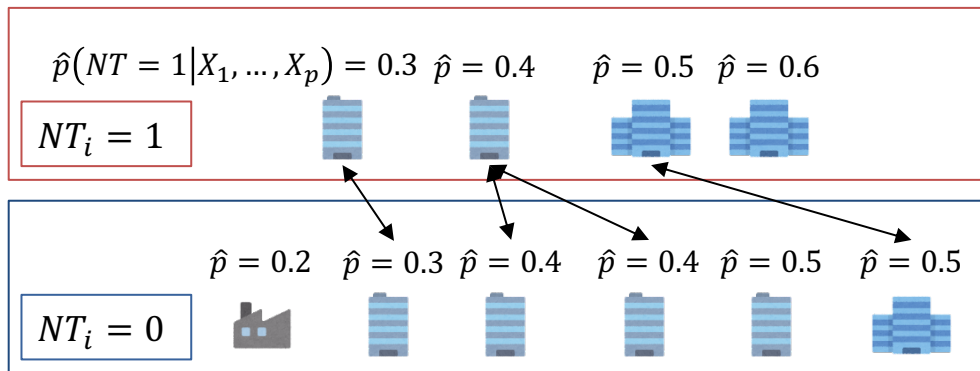 p̂(NT = 1|X₁, …, Xₚ) = 0.3 p̂ = 0.4 p̂ = 0.5 p̂ = 0.6
NTᵢ = 1
p̂ = 0.2 p̂ = 0.3 p̂ = 0.4 p̂ = 0.4 p̂ = 0.5 p̂ = 0.5
NTᵢ = 0